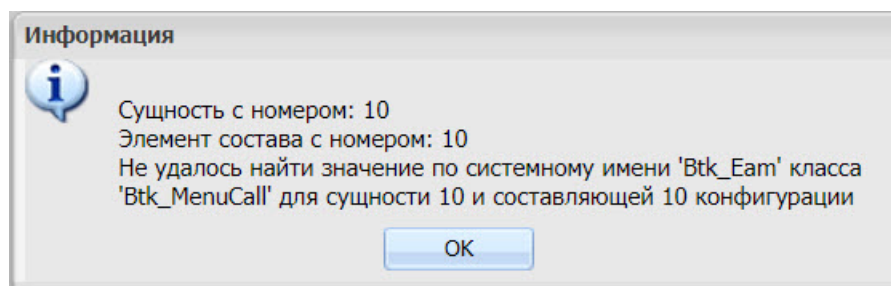 Информация
Сущность с номером: 10
Элемент состава с номером: 10
Не удалось найти значение по системному имени 'Btk_Eam' класса
'Btk_MenuCall' для сущности 10 и составляющей 10 конфигурации
OK